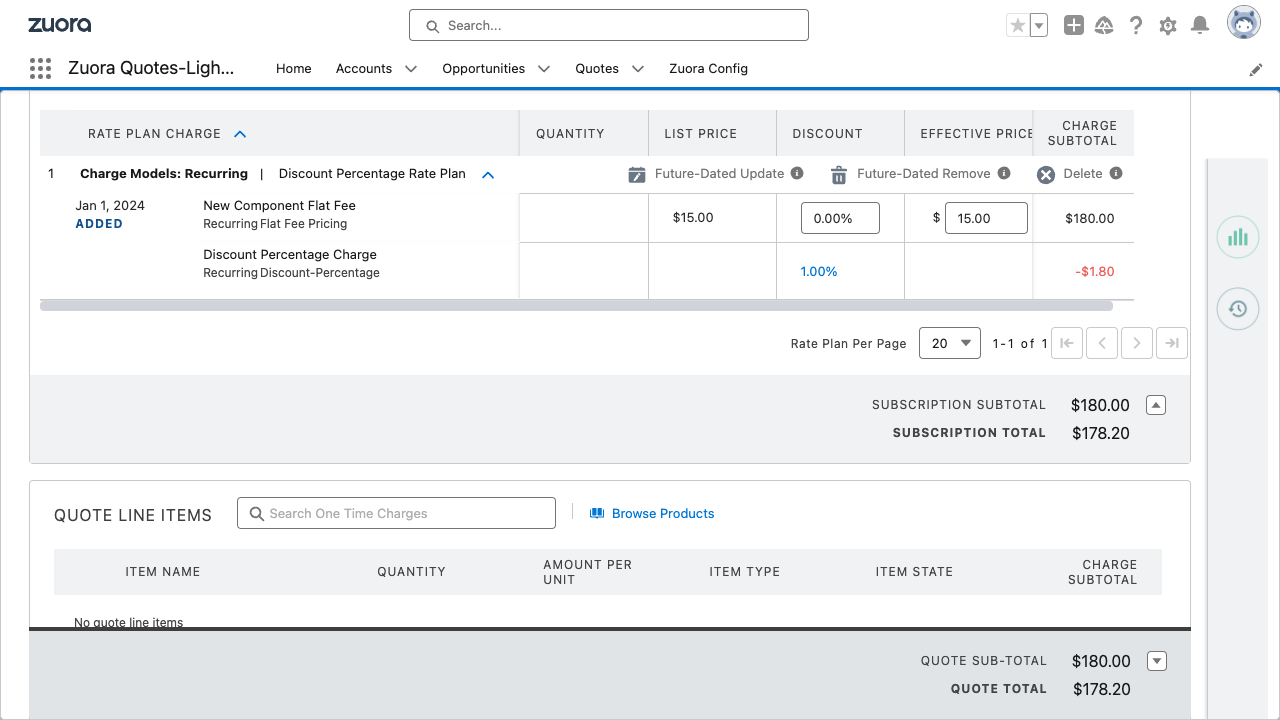 zuora
Search...
Zuora Quotes-Ligh...
Home
Accounts
Opportunities
Quotes
Zuora Config
RATE PLAN CHARGE
QUANTITY
LIST PRICE
DISCOUNT
EFFECTIVE PRICE
CHARGE
SUBTOTAL
1
Charge Models: Recurring | Discount Percentage Rate Plan
Future-Dated Update
Future-Dated Remove
Delete
Jan 1, 2024
ADDED
New Component Flat Fee
Recurring Flat Fee Pricing
$15.00
0.00%
$ 15.00
$180.00
Discount Percentage Charge
Recurring Discount-Percentage
1.00%
-$1.80
Rate Plan Per Page
20
1-1 of 1
SUBSCRIPTION SUBTOTAL $180.00
SUBSCRIPTION TOTAL $178.20
QUOTE LINE ITEMS
Search One Time Charges
Browse Products
ITEM NAME
QUANTITY
AMOUNT PER
UNIT
ITEM TYPE
ITEM STATE
CHARGE
SUBTOTAL
No quote line items
QUOTE SUB-TOTAL $180.00
QUOTE TOTAL $178.20